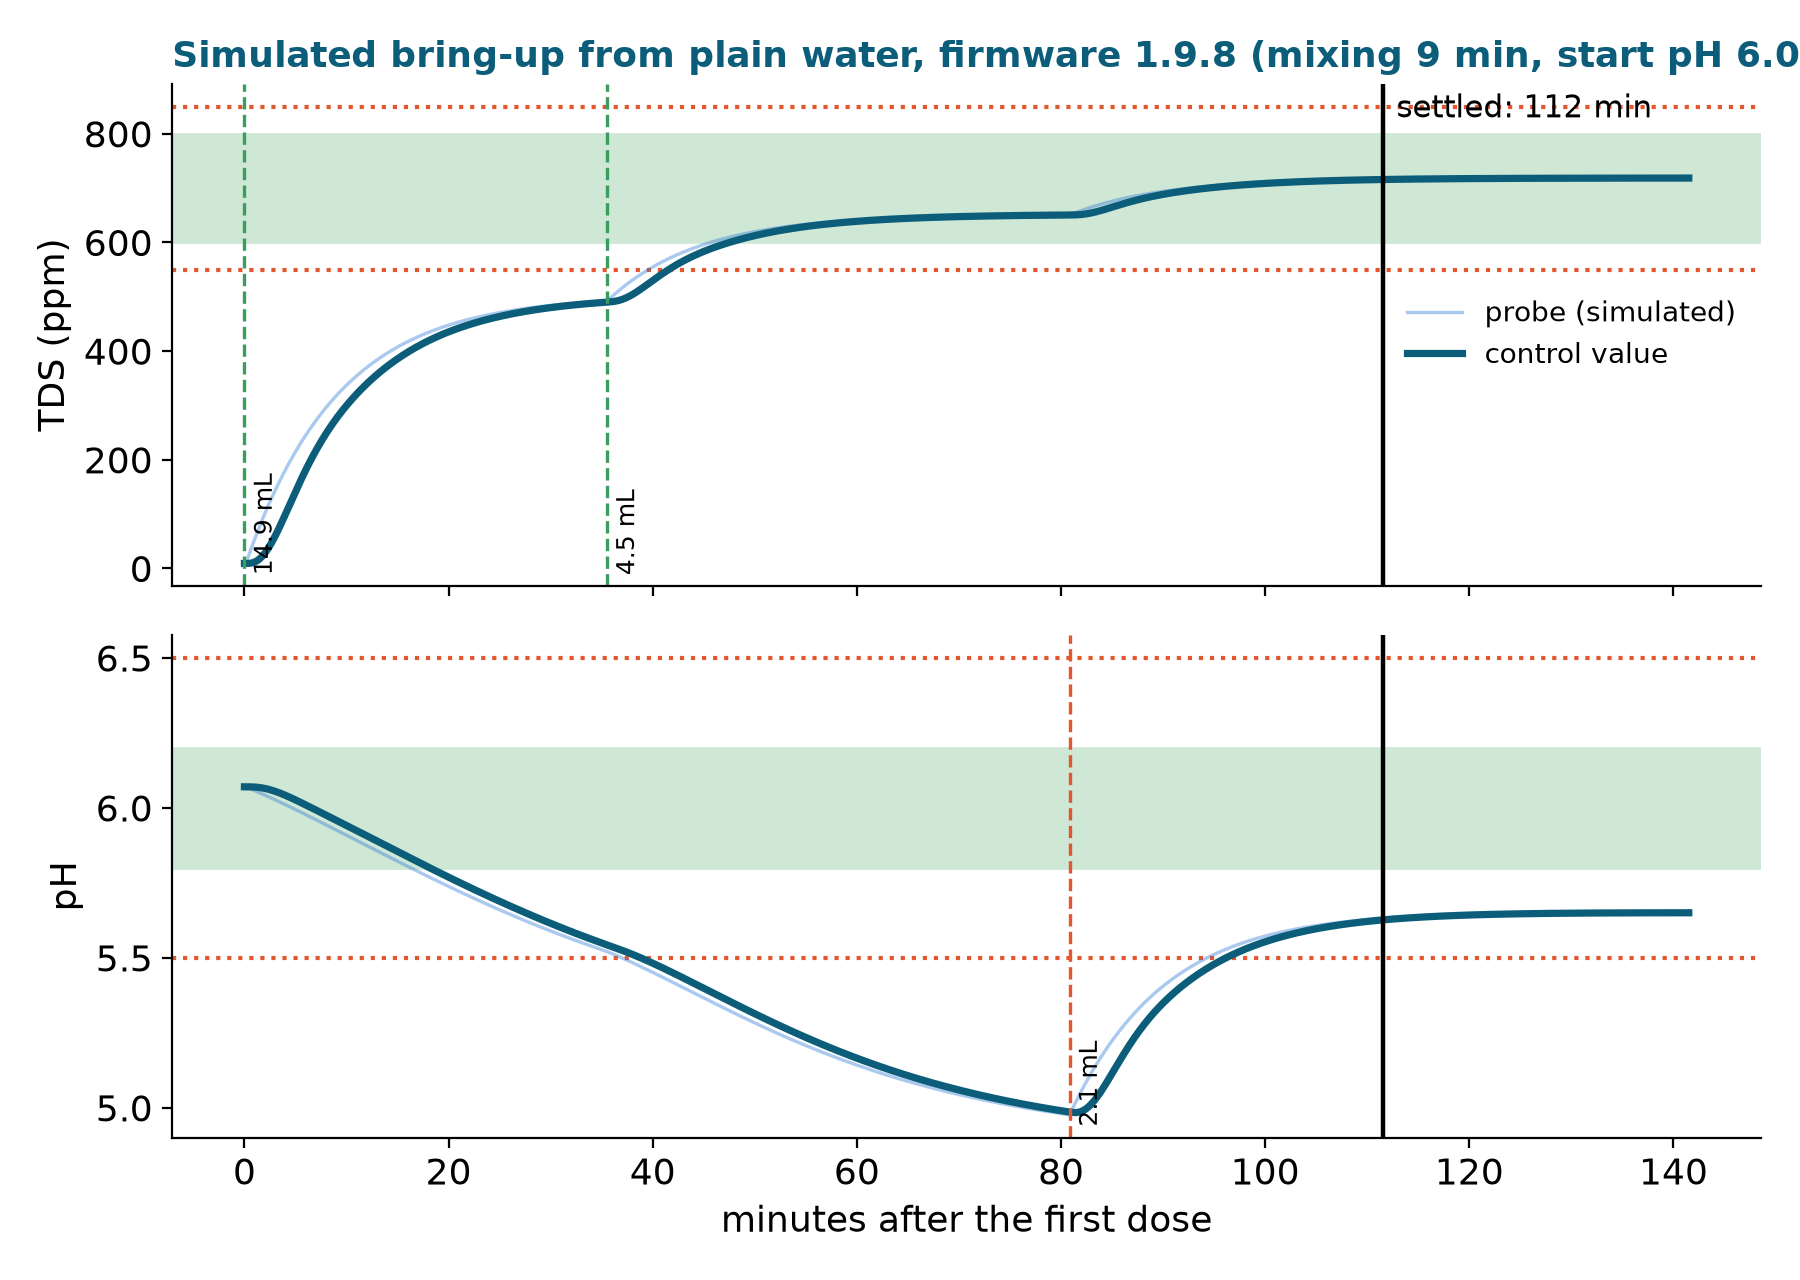 Simulated bring-up from plain water, firmware 1.9.8 (mixing 9 min, start pH 6.0
settled: 112 min
800
600
400
200
0
TDS (ppm)
probe (simulated)
control value
14.9 mL
4.5 mL
6.5
6.0
5.5
5.0
pH
2.1 mL
0 20 40 60 80 100 120 140
minutes after the first dose